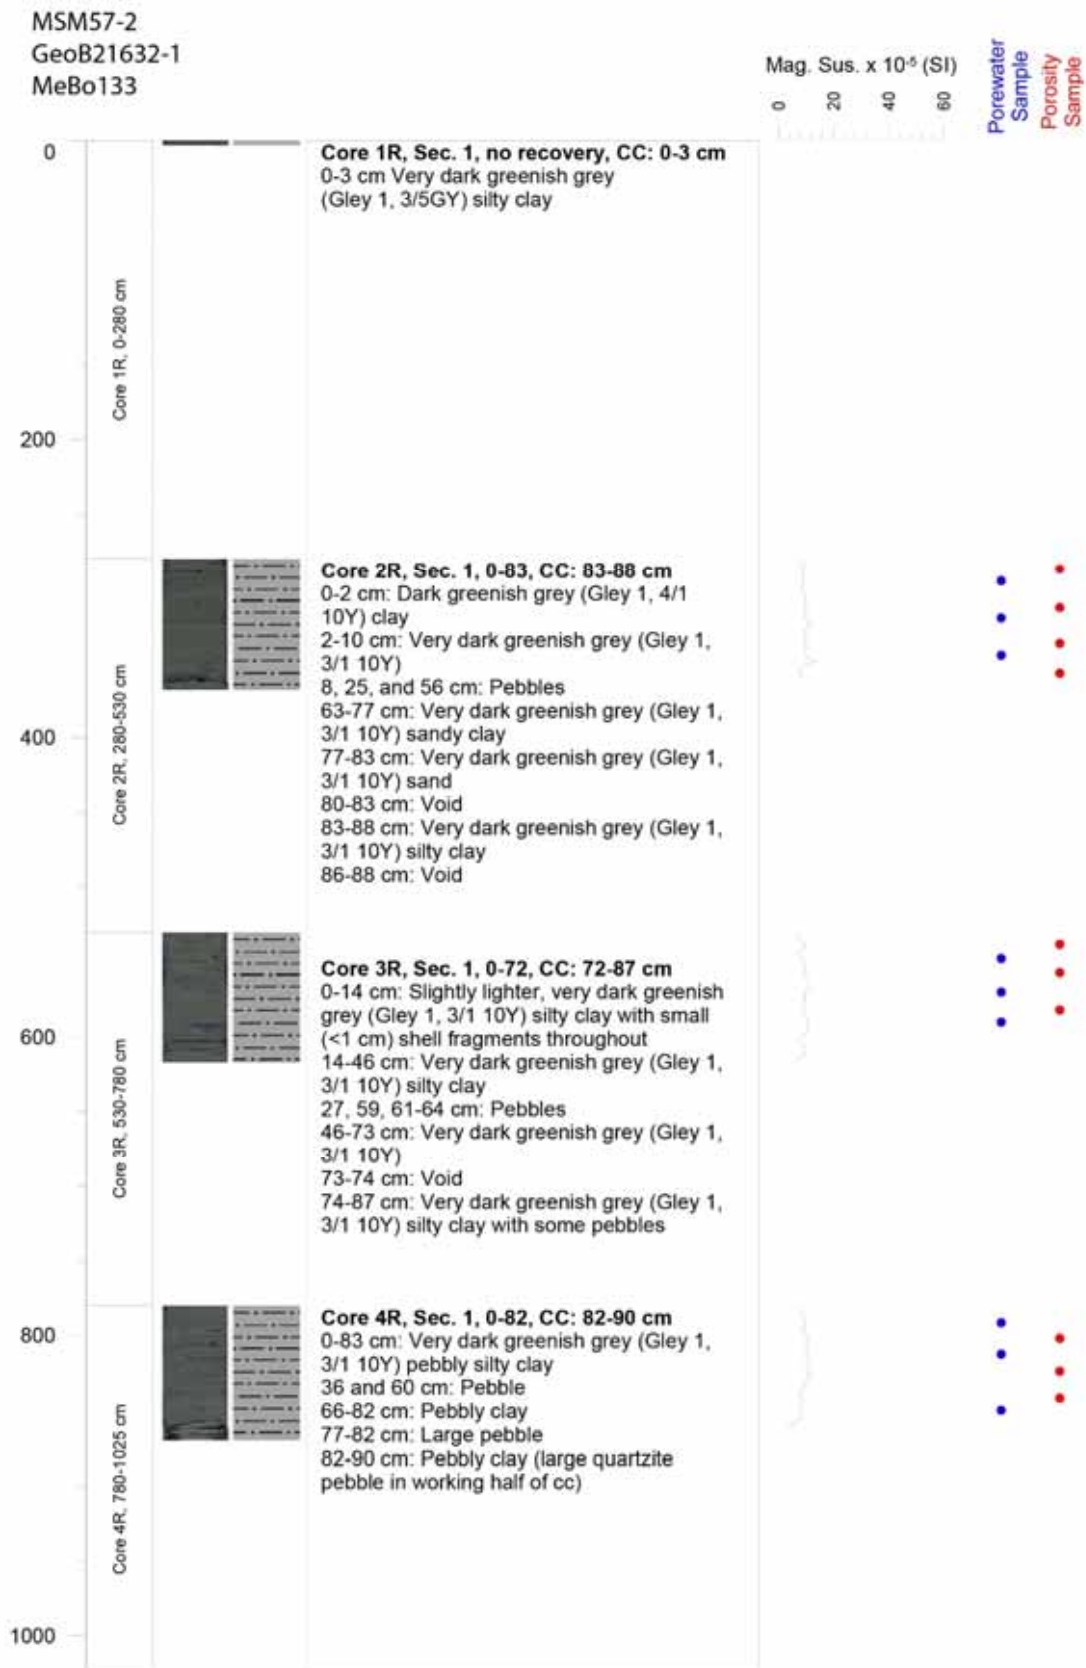 MSM57-2
GeoB21632-1
MeBo133
Mag. Sus. x 10⁻⁵ (SI)
0
20
40
60
Porewater
Sample
Porosity
Sample
0
200
400
600
800
1000
Core 1R, 0-280 cm
Core 2R, 280-530 cm
Core 3R, 530-780 cm
Core 4R, 780-1025 cm
Core 1R, Sec. 1, no recovery, CC: 0-3 cm
0-3 cm Very dark greenish grey
(Gley 1, 3/5GY) silty clay
Core 2R, Sec. 1, 0-83, CC: 83-88 cm
0-2 cm: Dark greenish grey (Gley 1, 4/1
10Y) clay
2-10 cm: Very dark greenish grey (Gley 1,
3/1 10Y)
8, 25, and 56 cm: Pebbles
63-77 cm: Very dark greenish grey (Gley 1,
3/1 10Y) sandy clay
77-83 cm: Very dark greenish grey (Gley 1,
3/1 10Y) sand
80-83 cm: Void
83-88 cm: Very dark greenish grey (Gley 1,
3/1 10Y) silty clay
86-88 cm: Void
Core 3R, Sec. 1, 0-72, CC: 72-87 cm
0-14 cm: Slightly lighter, very dark greenish
grey (Gley 1, 3/1 10Y) silty clay with small
(<1 cm) shell fragments throughout
14-46 cm: Very dark greenish grey (Gley 1,
3/1 10Y) silty clay
27, 59, 61-64 cm: Pebbles
46-73 cm: Very dark greenish grey (Gley 1,
3/1 10Y)
73-74 cm: Void
74-87 cm: Very dark greenish grey (Gley 1,
3/1 10Y) silty clay with some pebbles
Core 4R, Sec. 1, 0-82, CC: 82-90 cm
0-83 cm: Very dark greenish grey (Gley 1,
3/1 10Y) pebbly silty clay
36 and 60 cm: Pebble
66-82 cm: Pebbly clay
77-82 cm: Large pebble
82-90 cm: Pebbly clay (large quartzite
pebble in working half of cc)